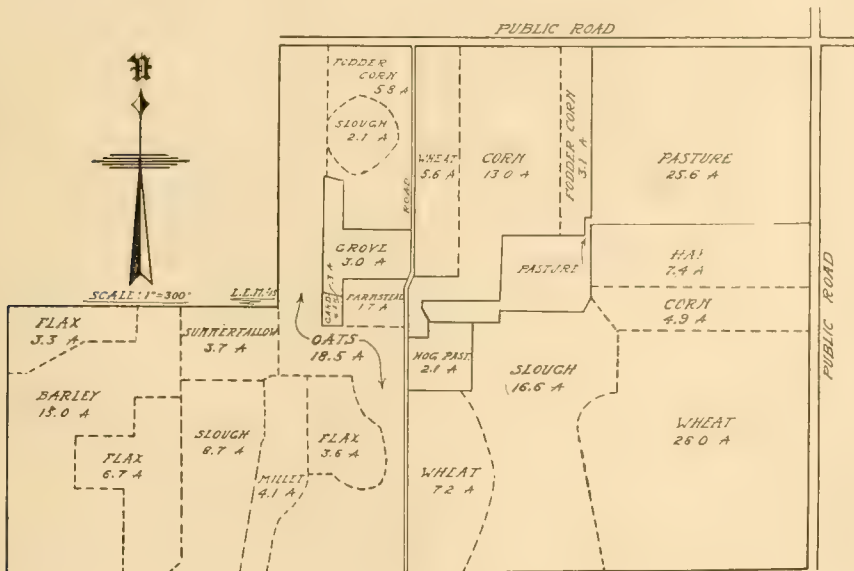 PUBLIC ROAD
N
FODDER
CORN
5.8 A
SLOUGH
2.1 A
ROAD
WHEAT
5.6 A
CORN
13.0 A
FODDER CORN
3.1 A
PASTURE
25.6 A
GROVE
3.0 A
PASTURE
HAY
7.4 A
SCALE: 1"=300'
FARMSTEAD
1.7 A
CORN
4.9 A
PUBLIC ROAD
FLAX
3.3 A
SUMMERFALLOW
3.7 A
OATS
18.5 A
HOG PAST.
2.1 A
SLOUGH
16.6 A
BARLEY
15.0 A
SLOUGH
8.7 A
FLAX
3.6 A
WHEAT
26.0 A
FLAX
6.7 A
MILLET
4.1 A
WHEAT
7.2 A